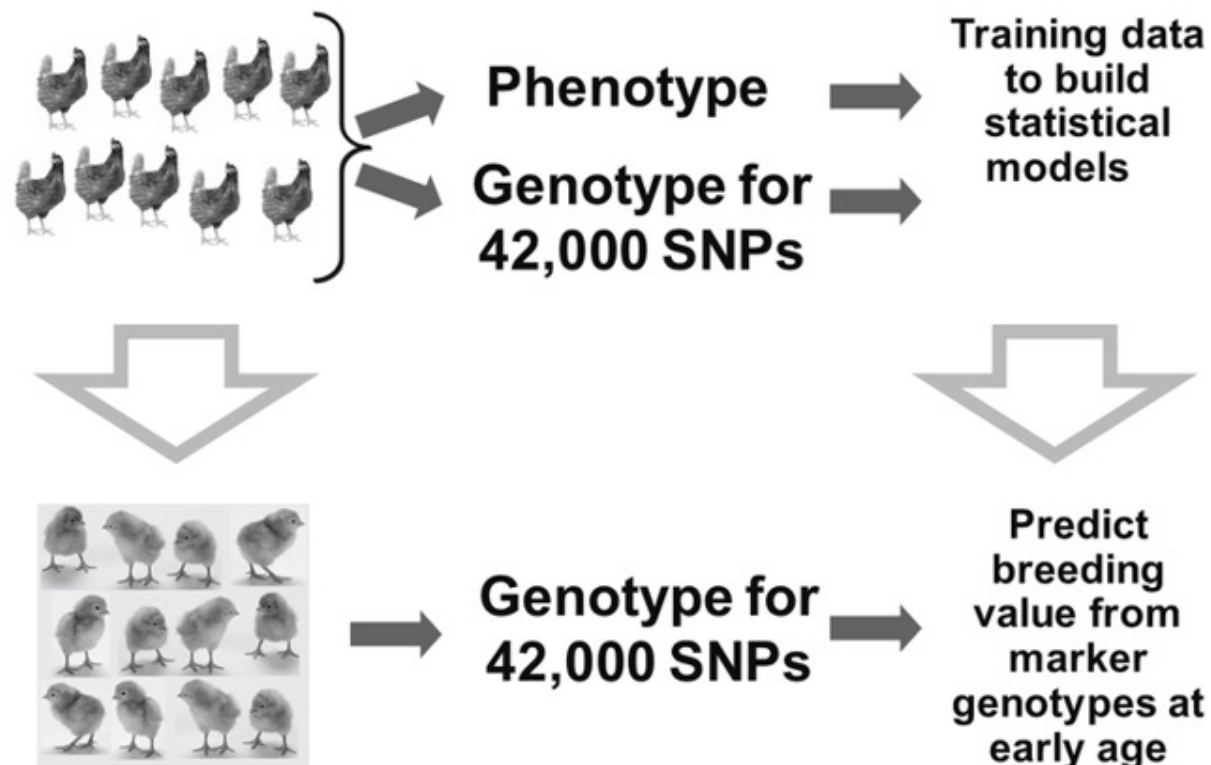 Phenotype
Genotype for
42,000 SNPs
Training data
to build
statistical
models
Genotype for
42,000 SNPs
Predict
breeding
value from
marker
genotypes at
early age